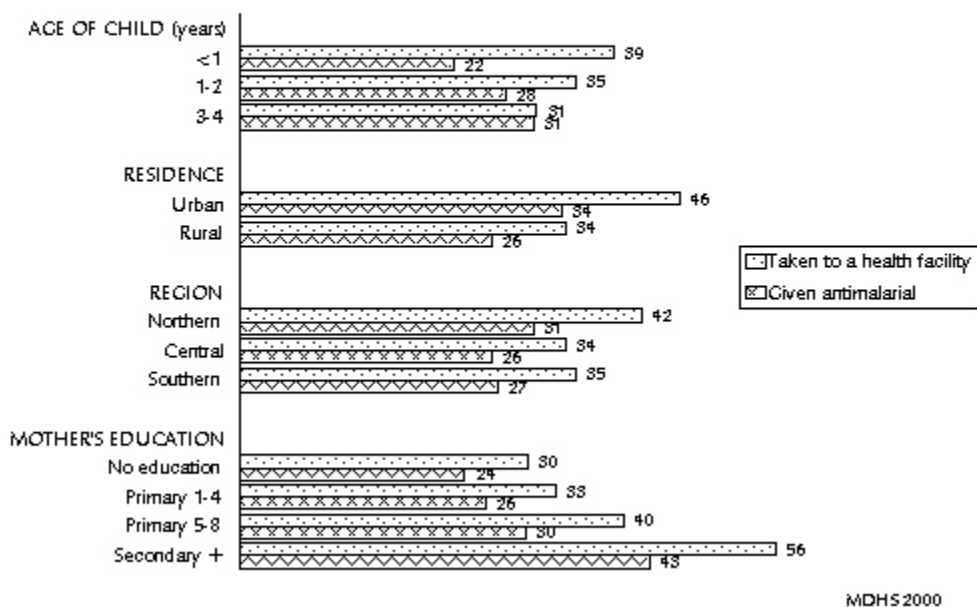 AGE OF CHILD (years)
<1 39
22
1-2 35
28
3-4 31
31
RESIDENCE
Urban 46
34
Rural 34
26
Taken to a health facility
Given antimalarial
REGION
Northern 42
31
Central 34
26
Southern 35
27
MOTHER'S EDUCATION
No education 30
24
Primary 1-4 33
26
Primary 5-8 40
30
Secondary + 56
43
MDHS 2000